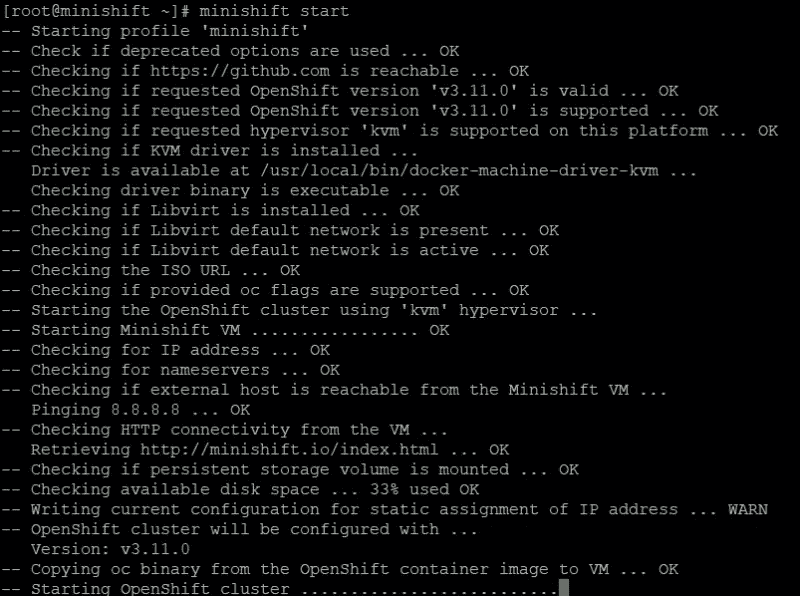 [root@minishift ~]# minishift start
-- Starting profile 'minishift'
-- Check if deprecated options are used ... OK
-- Checking if https://github.com is reachable ... OK
-- Checking if requested OpenShift version 'v3.11.0' is valid ... OK
-- Checking if requested OpenShift version 'v3.11.0' is supported ... OK
-- Checking if requested hypervisor 'kvm' is supported on this platform ... OK
-- Checking if KVM driver is installed ...
   Driver is available at /usr/local/bin/docker-machine-driver-kvm ...
   Checking driver binary is executable ... OK
-- Checking if Libvirt is installed ... OK
-- Checking if Libvirt default network is present ... OK
-- Checking if Libvirt default network is active ... OK
-- Checking the ISO URL ... OK
-- Checking if provided oc flags are supported ... OK
-- Starting the OpenShift cluster using 'kvm' hypervisor ...
-- Starting Minishift VM ................. OK
-- Checking for IP address ... OK
-- Checking for nameservers ... OK
-- Checking if external host is reachable from the Minishift VM ...
   Pinging 8.8.8.8 ... OK
-- Checking HTTP connectivity from the VM ...
   Retrieving http://minishift.io/index.html ... OK
-- Checking if persistent storage volume is mounted ... OK
-- Checking available disk space ... 33% used OK
-- Writing current configuration for static assignment of IP address ... WARN
-- OpenShift cluster will be configured with ...
   Version: v3.11.0
-- Copying oc binary from the OpenShift container image to VM ... OK
-- Starting OpenShift cluster ..........................